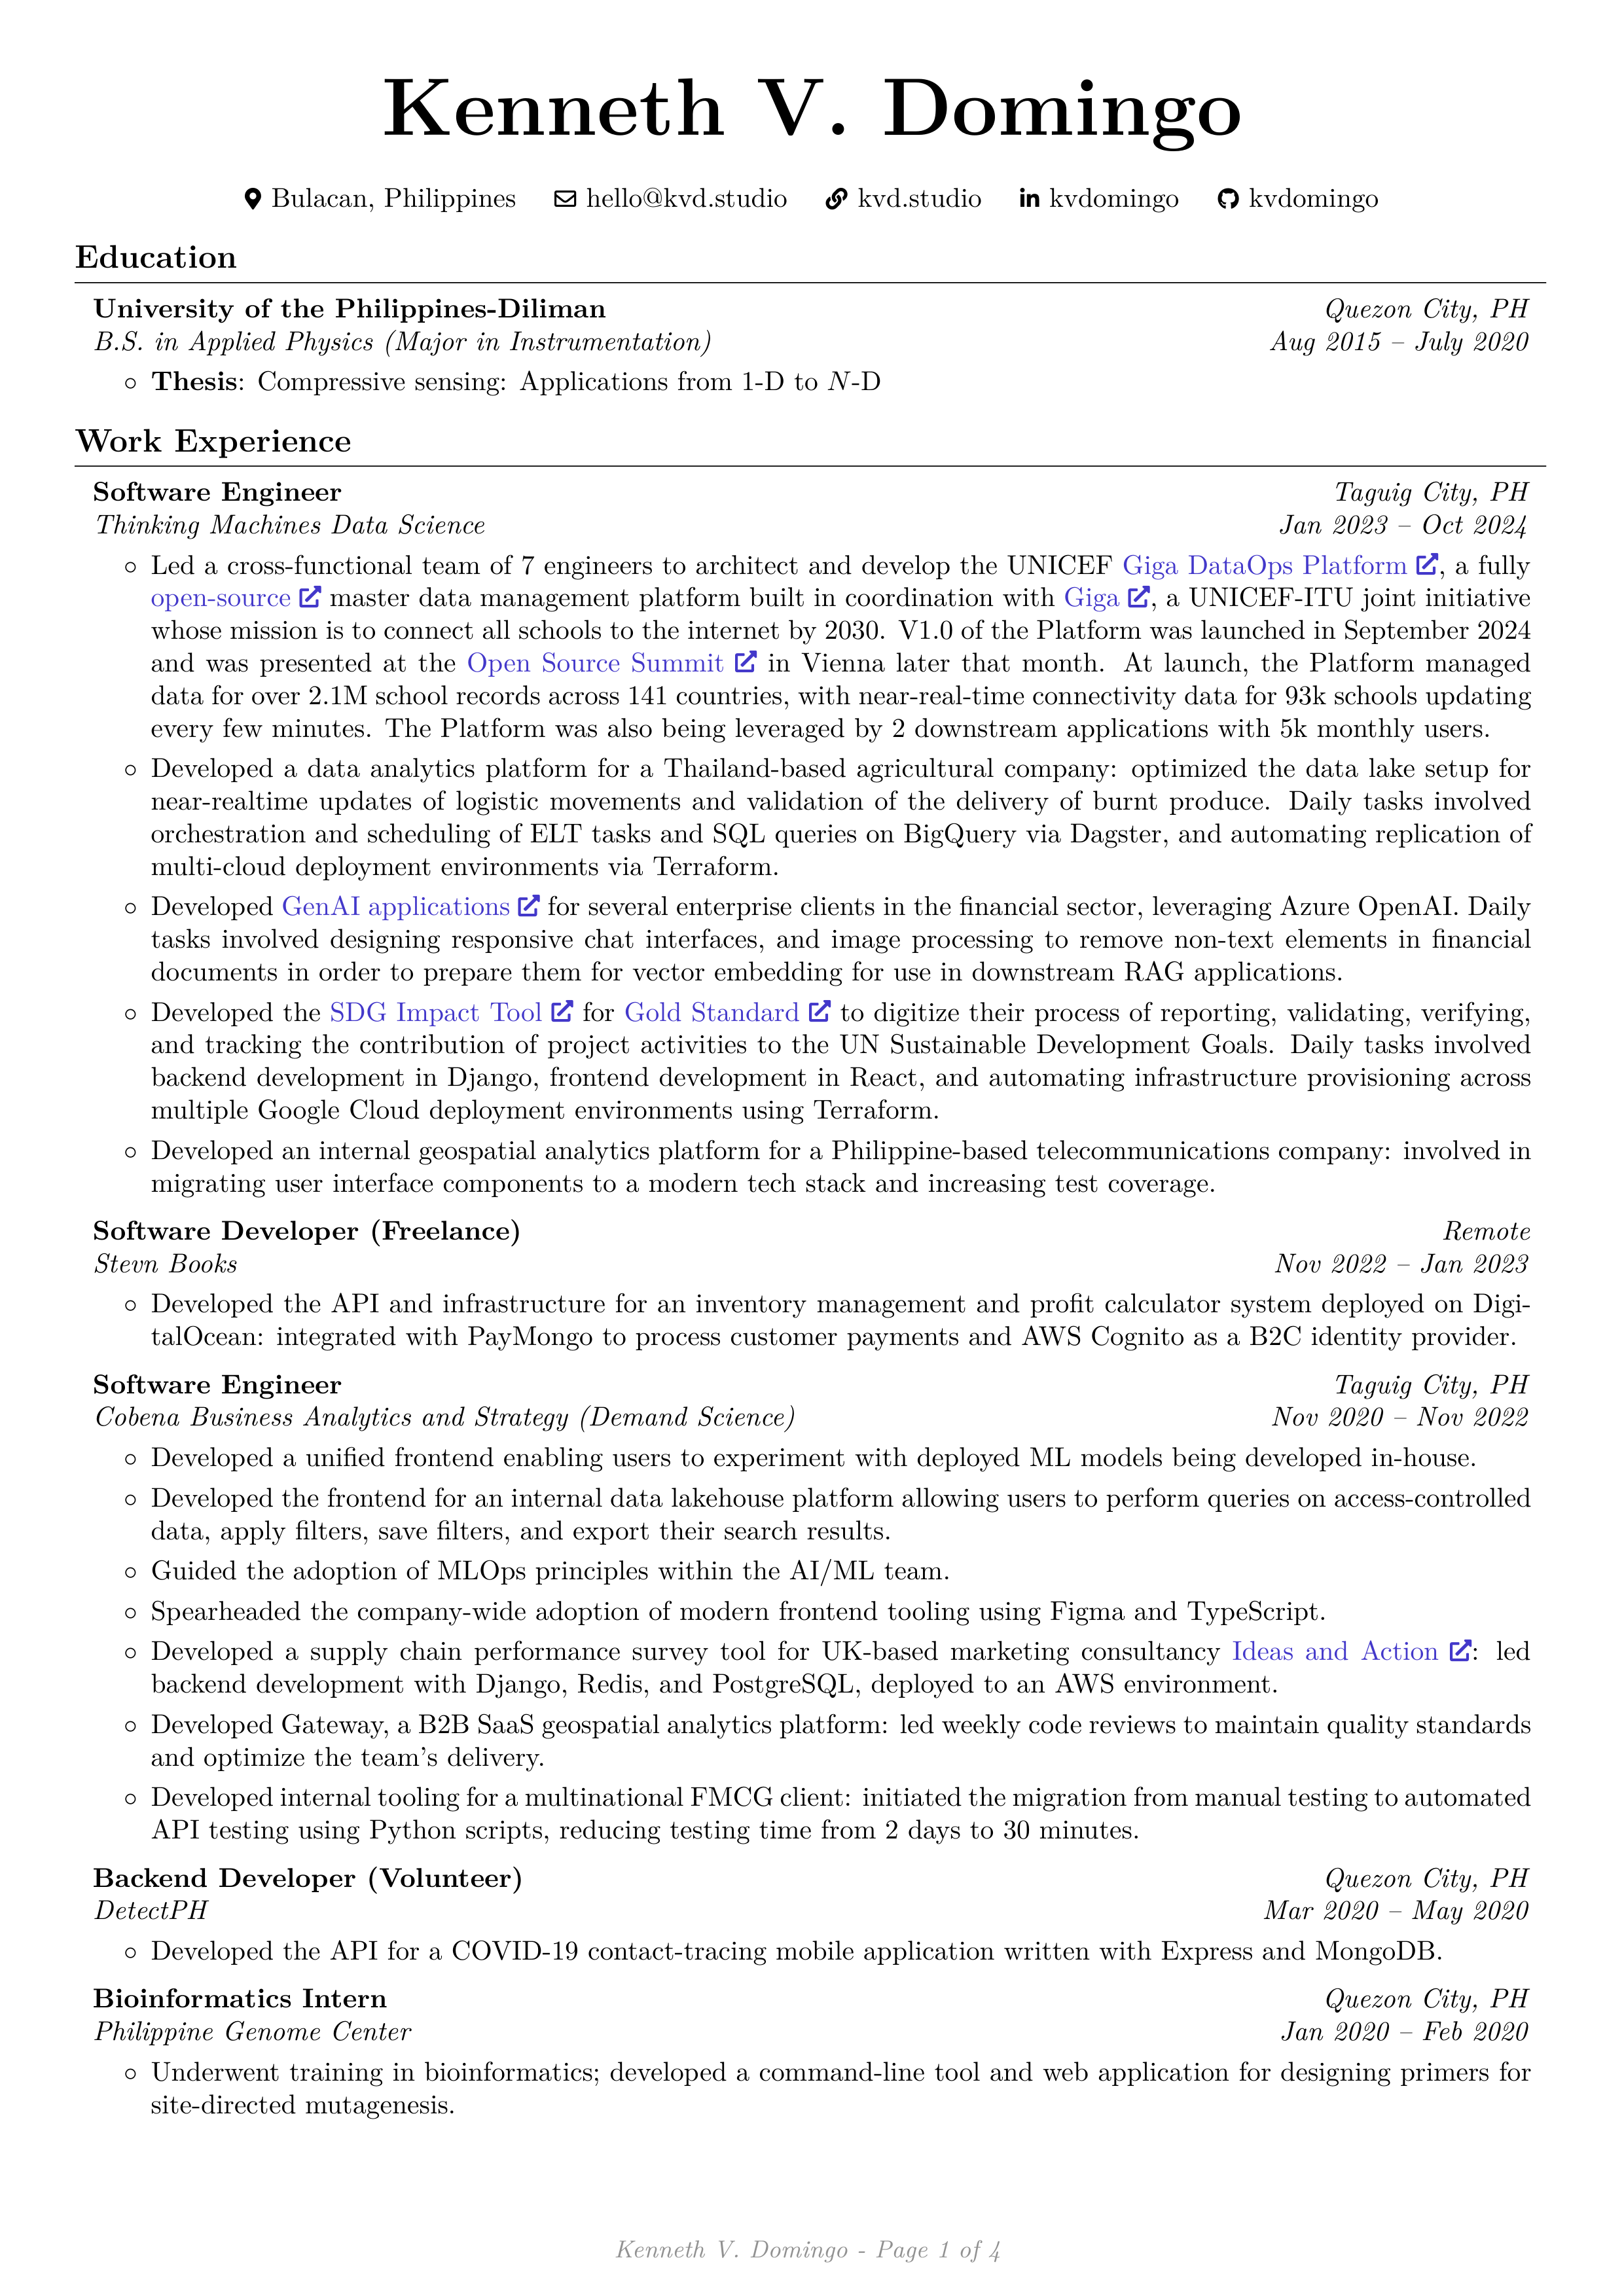 Kenneth V. Domingo
Bulacan, Philippines hello@kvd.studio kvd.studio kvdomingo kvdomingo
Education
University of the Philippines-Diliman Quezon City, PH
B.S. in Applied Physics (Major in Instrumentation) Aug 2015 – July 2020
◦ Thesis: Compressive sensing: Applications from 1-D to N-D
Work Experience
Software Engineer Taguig City, PH
Thinking Machines Data Science Jan 2023 – Oct 2024
◦ Led a cross-functional team of 7 engineers to architect and develop the UNICEF Giga DataOps Platform, a fully
open-source master data management platform built in coordination with Giga, a UNICEF-ITU joint initiative
whose mission is to connect all schools to the internet by 2030. V1.0 of the Platform was launched in September 2024
and was presented at the Open Source Summit in Vienna later that month. At launch, the Platform managed
data for over 2.1M school records across 141 countries, with near-real-time connectivity data for 93k schools updating
every few minutes. The Platform was also being leveraged by 2 downstream applications with 5k monthly users.
◦ Developed a data analytics platform for a Thailand-based agricultural company: optimized the data lake setup for
near-realtime updates of logistic movements and validation of the delivery of burnt produce. Daily tasks involved
orchestration and scheduling of ELT tasks and SQL queries on BigQuery via Dagster, and automating replication of
multi-cloud deployment environments via Terraform.
◦ Developed GenAI applications for several enterprise clients in the financial sector, leveraging Azure OpenAI. Daily
tasks involved designing responsive chat interfaces, and image processing to remove non-text elements in financial
documents in order to prepare them for vector embedding for use in downstream RAG applications.
◦ Developed the SDG Impact Tool for Gold Standard to digitize their process of reporting, validating, verifying,
and tracking the contribution of project activities to the UN Sustainable Development Goals. Daily tasks involved
backend development in Django, frontend development in React, and automating infrastructure provisioning across
multiple Google Cloud deployment environments using Terraform.
◦ Developed an internal geospatial analytics platform for a Philippine-based telecommunications company: involved in
migrating user interface components to a modern tech stack and increasing test coverage.
Software Developer (Freelance) Remote
Stevn Books Nov 2022 – Jan 2023
◦ Developed the API and infrastructure for an inventory management and profit calculator system deployed on Digi-
talOcean: integrated with PayMongo to process customer payments and AWS Cognito as a B2C identity provider.
Software Engineer Taguig City, PH
Cobena Business Analytics and Strategy (Demand Science) Nov 2020 – Nov 2022
◦ Developed a unified frontend enabling users to experiment with deployed ML models being developed in-house.
◦ Developed the frontend for an internal data lakehouse platform allowing users to perform queries on access-controlled
data, apply filters, save filters, and export their search results.
◦ Guided the adoption of MLOps principles within the AI/ML team.
◦ Spearheaded the company-wide adoption of modern frontend tooling using Figma and TypeScript.
◦ Developed a supply chain performance survey tool for UK-based marketing consultancy Ideas and Action: led
backend development with Django, Redis, and PostgreSQL, deployed to an AWS environment.
◦ Developed Gateway, a B2B SaaS geospatial analytics platform: led weekly code reviews to maintain quality standards
and optimize the team's delivery.
◦ Developed internal tooling for a multinational FMCG client: initiated the migration from manual testing to automated
API testing using Python scripts, reducing testing time from 2 days to 30 minutes.
Backend Developer (Volunteer) Quezon City, PH
DetectPH Mar 2020 – May 2020
◦ Developed the API for a COVID-19 contact-tracing mobile application written with Express and MongoDB.
Bioinformatics Intern Quezon City, PH
Philippine Genome Center Jan 2020 – Feb 2020
◦ Underwent training in bioinformatics; developed a command-line tool and web application for designing primers for
site-directed mutagenesis.
Kenneth V. Domingo - Page 1 of 4